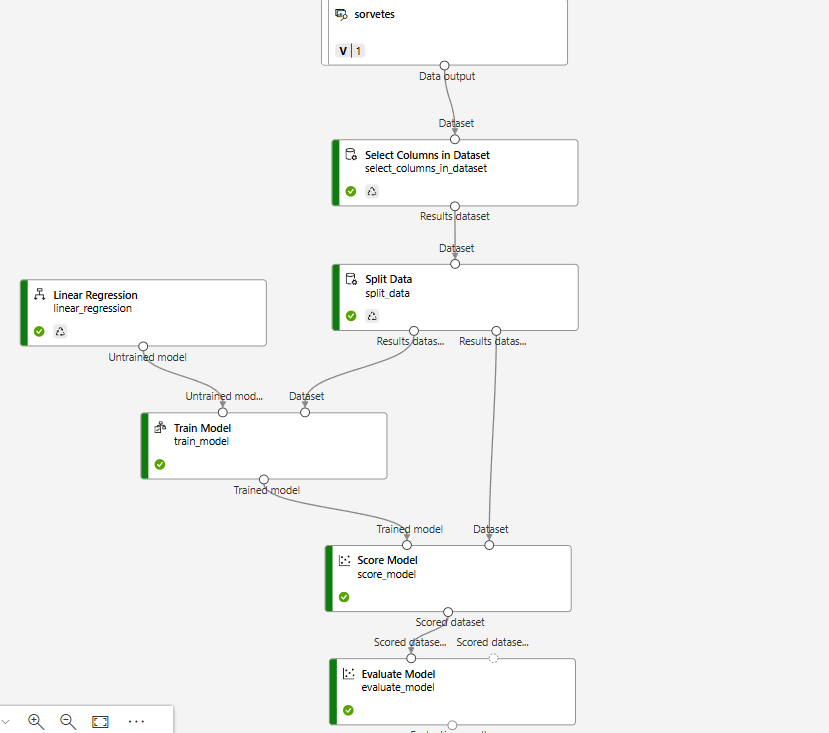 sorvetes
V | 1
Data output
Dataset
Select Columns in Dataset
select_columns_in_dataset
Results dataset
Dataset
Split Data
split_data
Linear Regression
linear_regression
Results datas... Results datas...
Untrained model
Untrained mod... Dataset
Train Model
train_model
Trained model
Trained model Dataset
Score Model
score_model
Scored dataset
Scored datase... Scored datase...
Evaluate Model
evaluate_model